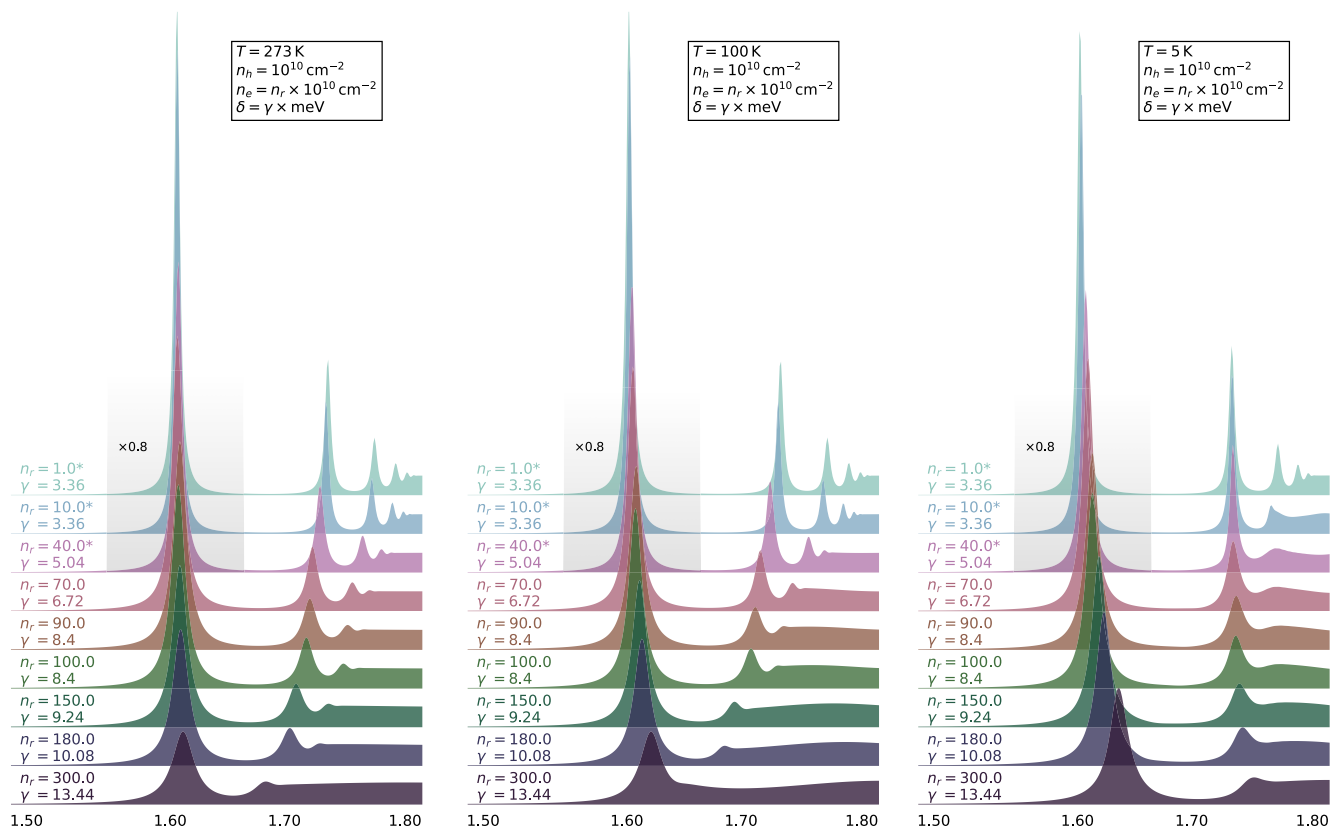 T = 273 K
n_h = 10^10 cm^−2
n_e = n_r × 10^10 cm^−2
δ = γ × meV
×0.8
n_r = 1.0*
γ = 3.36
n_r = 10.0*
γ = 3.36
n_r = 40.0*
γ = 5.04
n_r = 70.0
γ = 6.72
n_r = 90.0
γ = 8.4
n_r = 100.0
γ = 8.4
n_r = 150.0
γ = 9.24
n_r = 180.0
γ = 10.08
n_r = 300.0
γ = 13.44
1.50 1.60 1.70 1.80
T = 100 K
n_h = 10^10 cm^−2
n_e = n_r × 10^10 cm^−2
δ = γ × meV
×0.8
n_r = 1.0*
γ = 3.36
n_r = 10.0*
γ = 3.36
n_r = 40.0*
γ = 5.04
n_r = 70.0
γ = 6.72
n_r = 90.0
γ = 8.4
n_r = 100.0
γ = 8.4
n_r = 150.0
γ = 9.24
n_r = 180.0
γ = 10.08
n_r = 300.0
γ = 13.44
1.50 1.60 1.70 1.80
T = 5 K
n_h = 10^10 cm^−2
n_e = n_r × 10^10 cm^−2
δ = γ × meV
×0.8
n_r = 1.0*
γ = 3.36
n_r = 10.0*
γ = 3.36
n_r = 40.0*
γ = 5.04
n_r = 70.0
γ = 6.72
n_r = 90.0
γ = 8.4
n_r = 100.0
γ = 8.4
n_r = 150.0
γ = 9.24
n_r = 180.0
γ = 10.08
n_r = 300.0
γ = 13.44
1.50 1.60 1.70 1.80